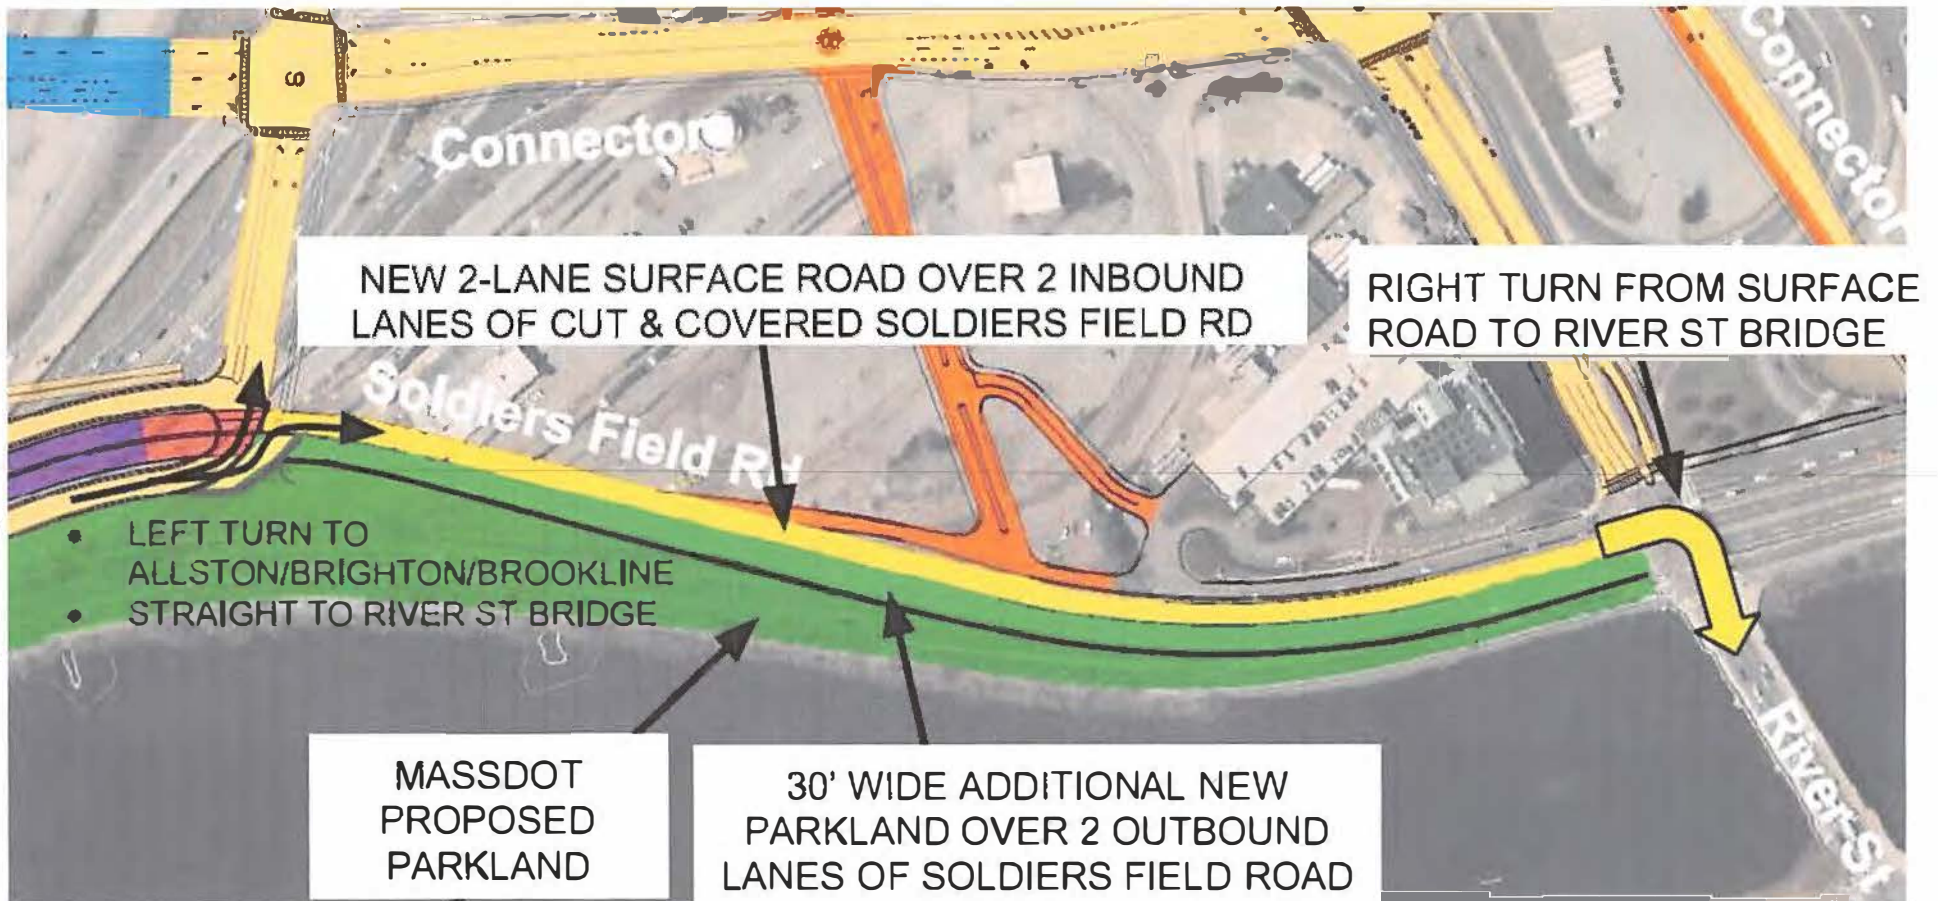 Connectors
Connector
NEW 2-LANE SURFACE ROAD OVER 2 INBOUND
LANES OF CUT & COVERED SOLDIERS FIELD RD
RIGHT TURN FROM SURFACE
ROAD TO RIVER ST BRIDGE
Soldiers Field Rd
• LEFT TURN TO
ALLSTON/BRIGHTON/BROOKLINE
• STRAIGHT TO RIVER ST BRIDGE
MASSDOT
PROPOSED
PARKLAND
30' WIDE ADDITIONAL NEW
PARKLAND OVER 2 OUTBOUND
LANES OF SOLDIERS FIELD ROAD
River St